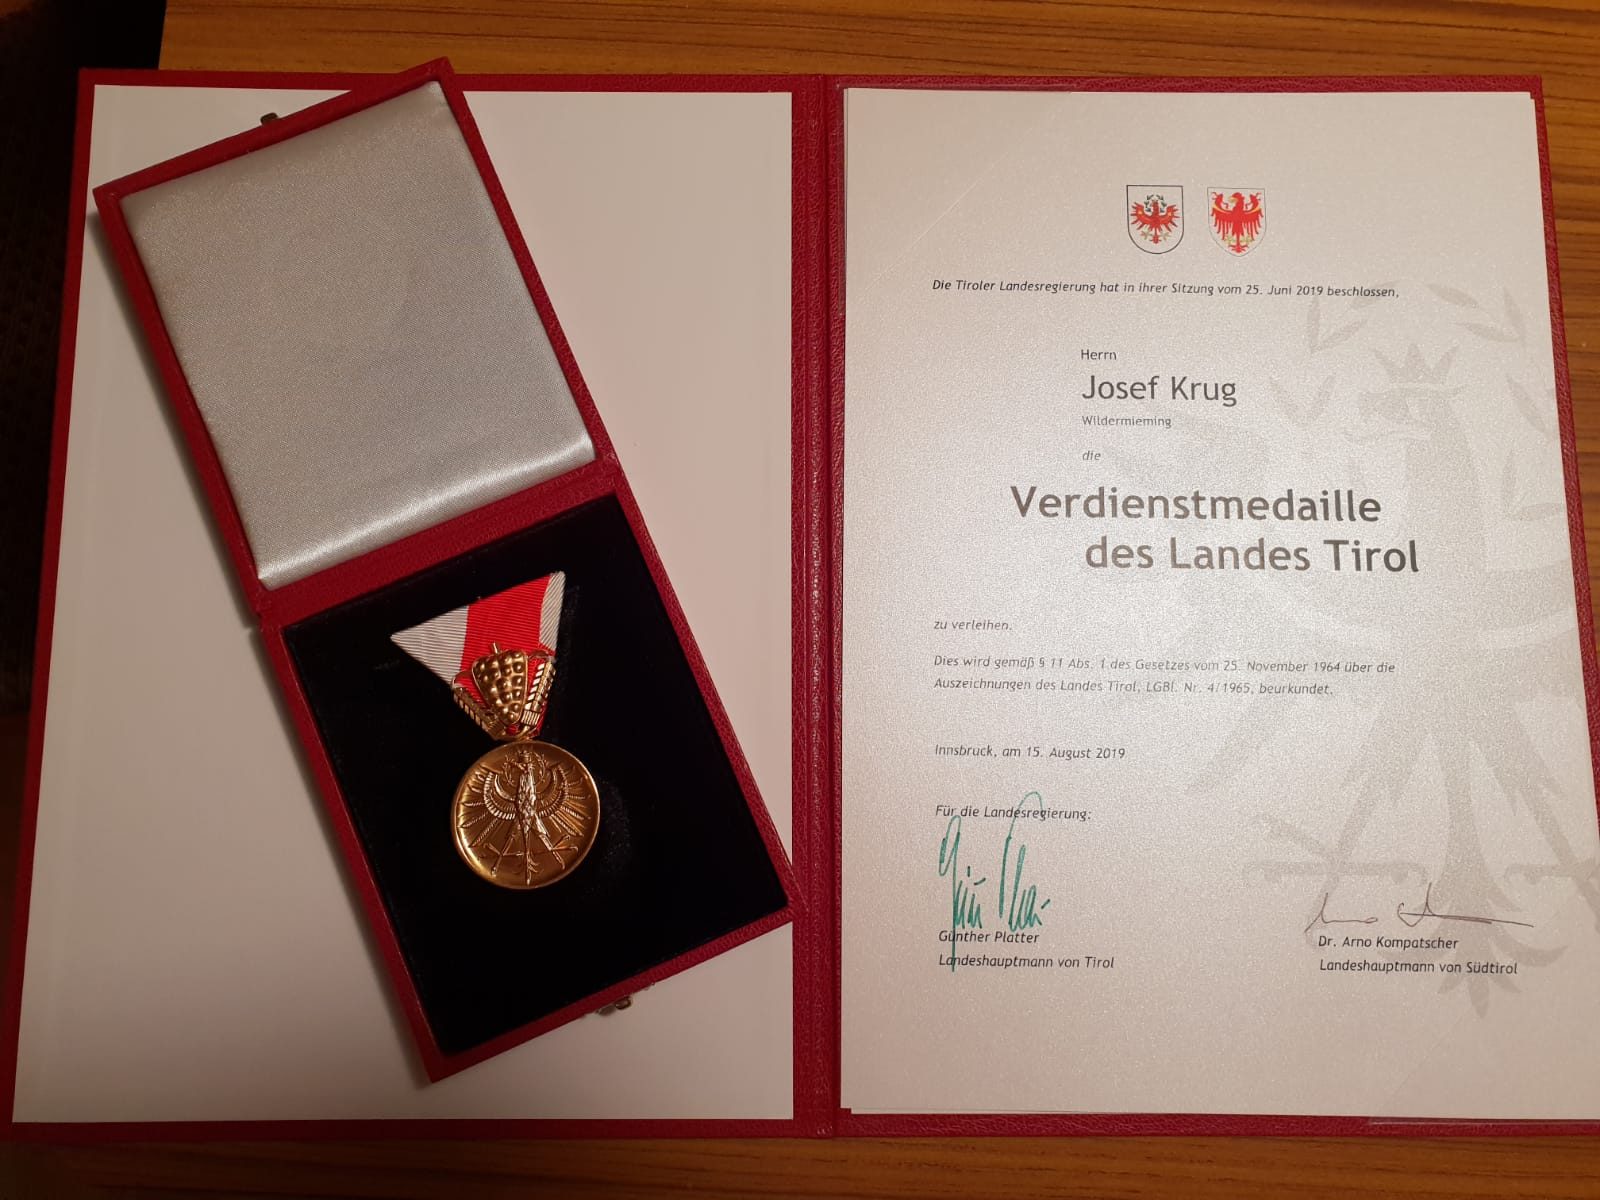 Die Tiroler Landesregierung hat in ihrer Sitzung vom 25. Juni 2019 beschlossen,
Herrn
Josef Krug
Wildermieming
die
Verdienstmedaille
des Landes Tirol
zu verleihen.
Dies wird gemäß § 11 Abs. 1 des Gesetzes vom 25. November 1964 über die
Auszeichnungen des Landes Tirol, LGBl. Nr. 4/1965, beurkundet.
Innsbruck, am 15. August 2019
Für die Landesregierung:
Günther Platter
Landeshauptmann von Tirol
Dr. Arno Kompatscher
Landeshauptmann von Südtirol